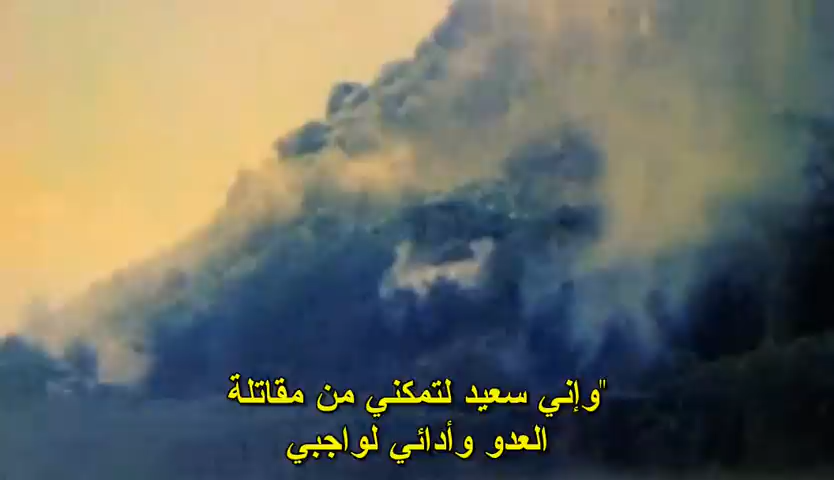 "وإني سعيد لتمكني من مقاتلة
العدو وأدائي لواجبي